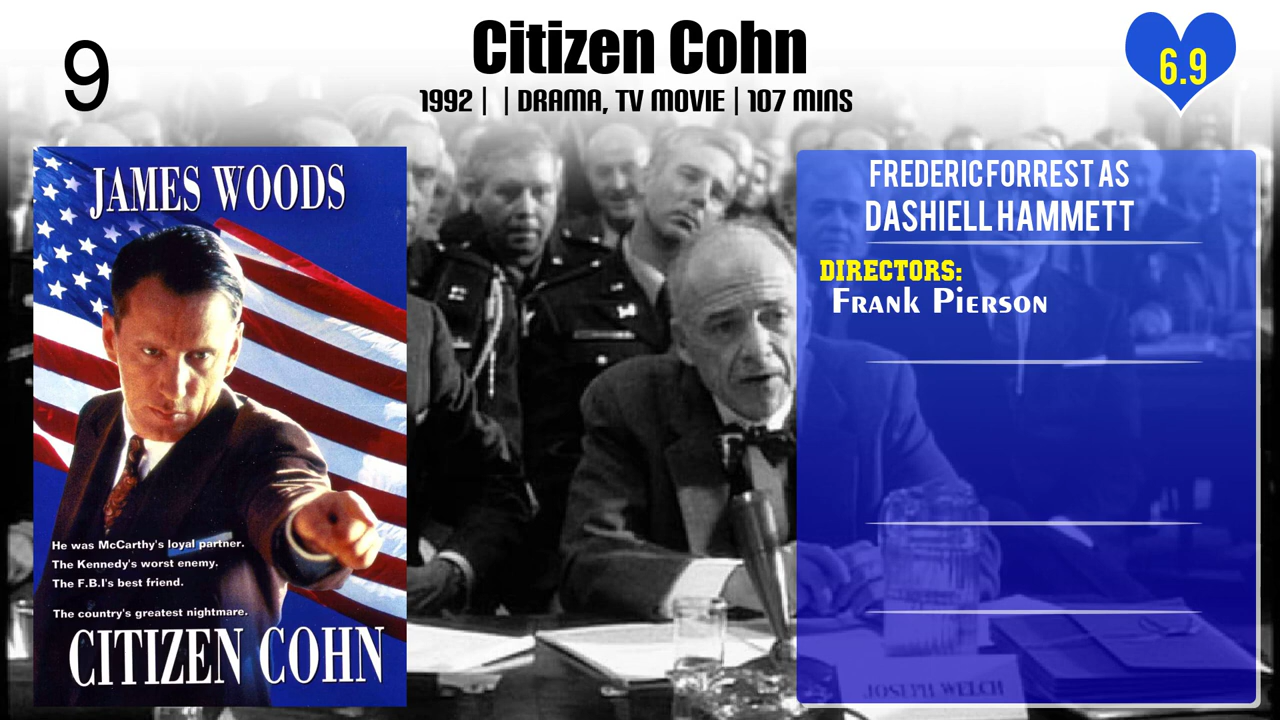 9
Citizen Cohn
1992 | | DRAMA, TV MOVIE | 107 MINS
6.9
JAMES WOODS
He was McCarthy's loyal partner.
The Kennedy's worst enemy.
The F.B.I's best friend.
The country's greatest nightmare.
CITIZEN COHN
FREDERIC FORREST AS
DASHIELL HAMMETT
DIRECTORS:
Frank Pierson
JOSEPH WELCH